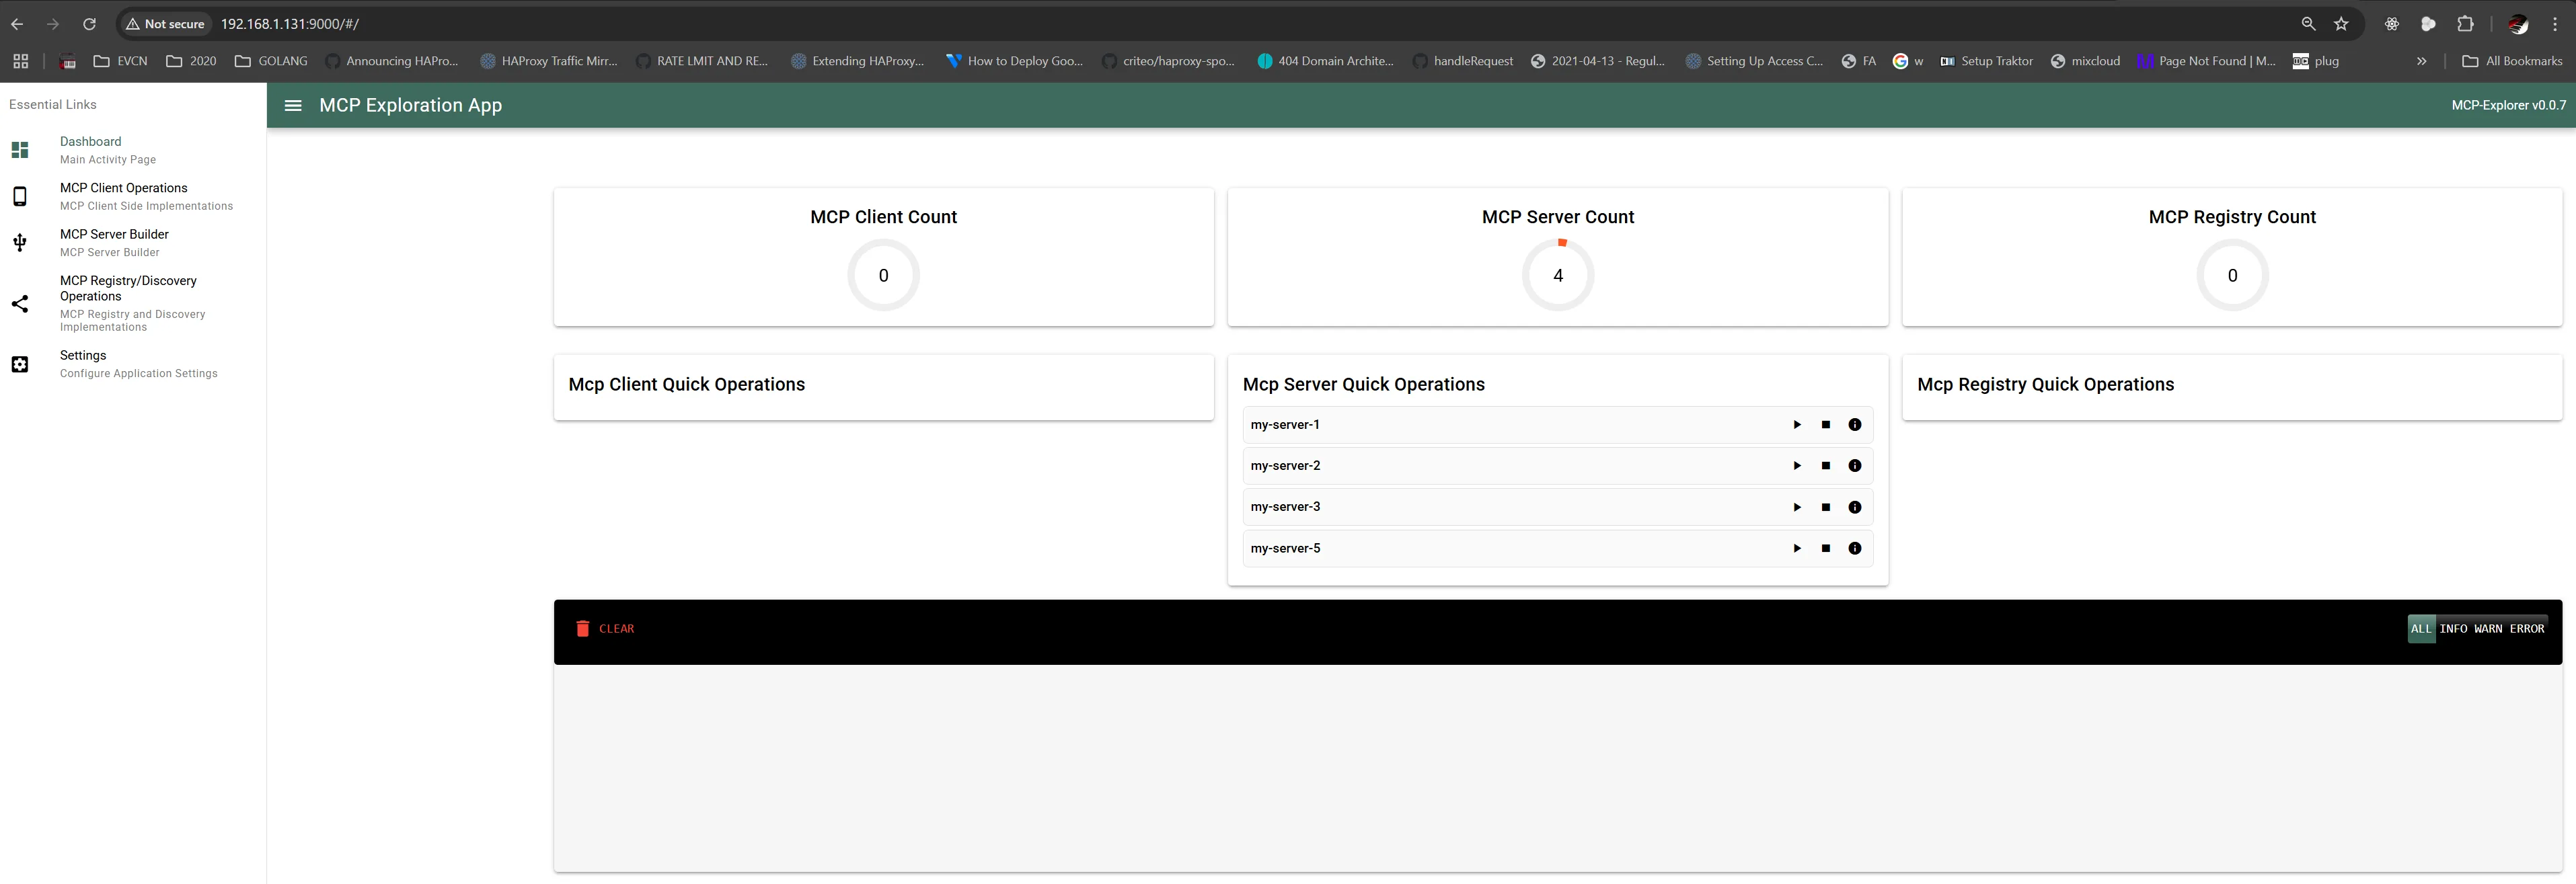 Not secure 192.168.1.131:9000/#/
EVCN 2020 GOLANG Announcing HAPro... HAProxy Traffic Mirr... RATE LMIT AND RE... Extending HAProxy... How to Deploy Goo... criteo/haproxy-spo... 404 Domain Archite... handleRequest 2021-04-13 - Regul... Setting Up Access C... FA w Setup Traktor mixcloud Page Not Found | M... plug » All Bookmarks
Essential Links
Dashboard
Main Activity Page
MCP Client Operations
MCP Client Side Implementations
MCP Server Builder
MCP Server Builder
MCP Registry/Discovery
Operations
MCP Registry and Discovery
Implementations
Settings
Configure Application Settings
MCP Exploration App
MCP-Explorer v0.0.7
MCP Client Count
0
MCP Server Count
4
MCP Registry Count
0
Mcp Client Quick Operations
Mcp Server Quick Operations
my-server-1
my-server-2
my-server-3
my-server-5
Mcp Registry Quick Operations
CLEAR
ALL INFO WARN ERROR